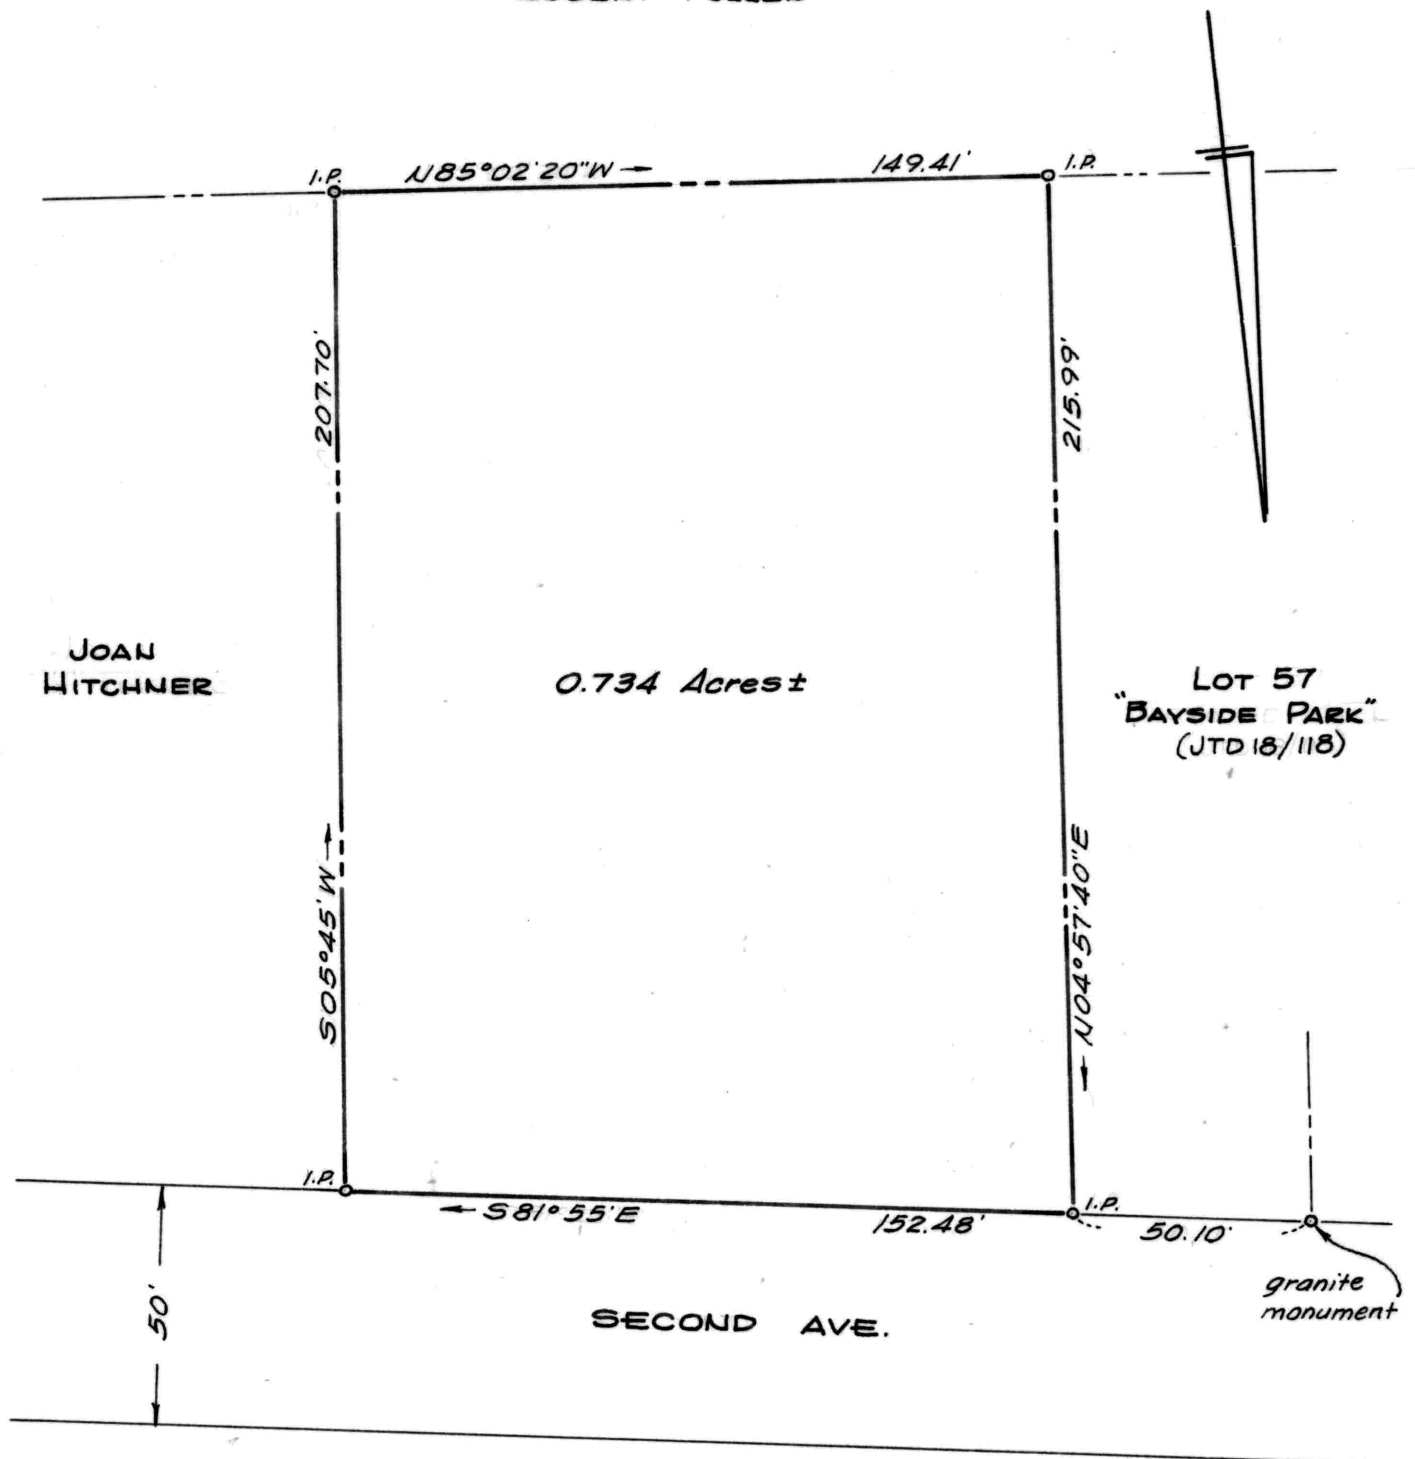 I.P.
N85°02'20"W
149.41'
I.P.
207.70'
215.99'
JOAN
HITCHNER
0.734 Acres±
LOT 57
"BAYSIDE PARK"
(JTD 18/118)
S05°45'W
N04°57'40"E
I.P.
S81°55'E
152.48'
I.P.
50.10'
50'
SECOND AVE.
granite
monument